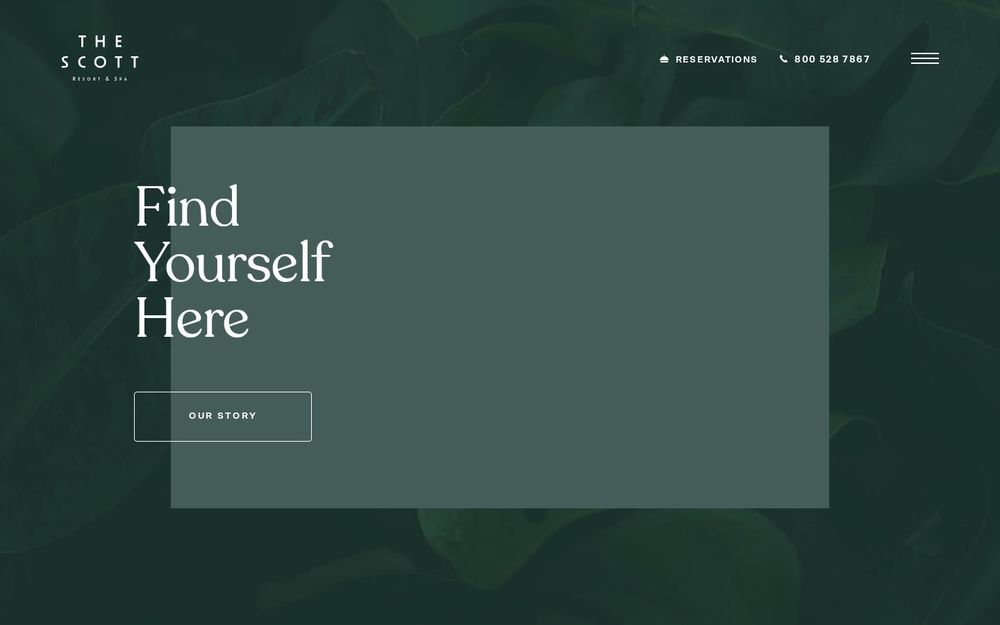 THE
SCOTT
RESORT & SPA
RESERVATIONS
800 528 7867
Find
Yourself
Here
OUR STORY